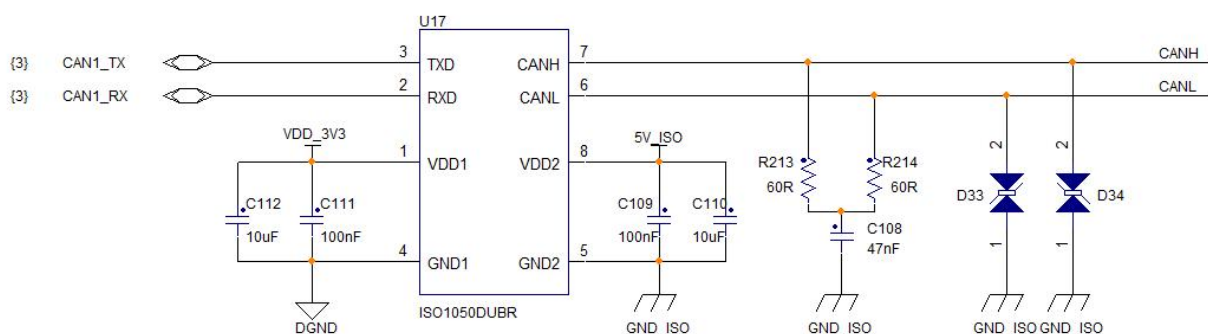 U17
{3} CAN1_TX 3 TXD CANH 7 CANH
{3} CAN1_RX 2 RXD CANL 6 CANL
VDD_3V3 5V_ISO
1 VDD1 VDD2 8
R213 R214
60R 60R
2 2
D33 D34
C112 C111 C109 C110
10uF 100nF 100nF 10uF
C108
47nF
1 1
4 GND1 GND2 5
ISO1050DUBR
DGND GND_ISO GND_ISO GND_ISO GND_ISO